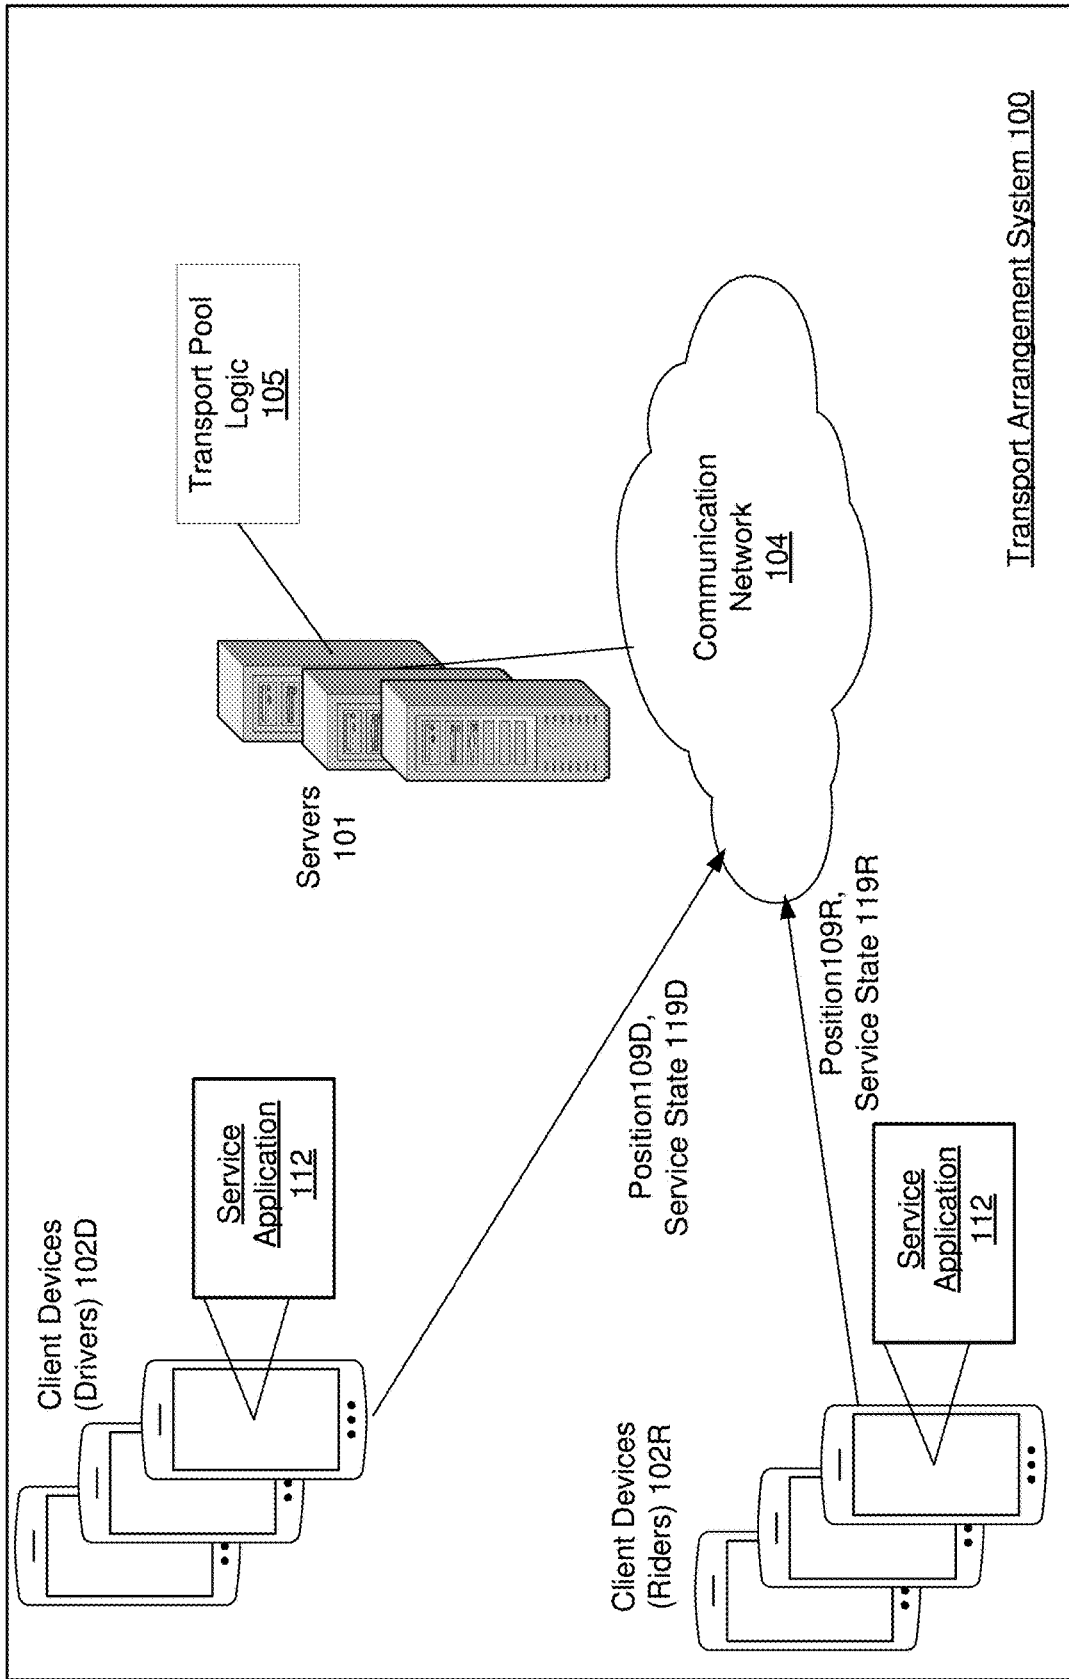 Client Devices
(Drivers) 102D
Service
Application
112
Servers
101
Transport Pool
Logic
105
Position109D,
Service State 119D
Communication
Network
104
Client Devices
(Riders) 102R
Service
Application
112
Position109R,
Service State 119R
Transport Arrangement System 100